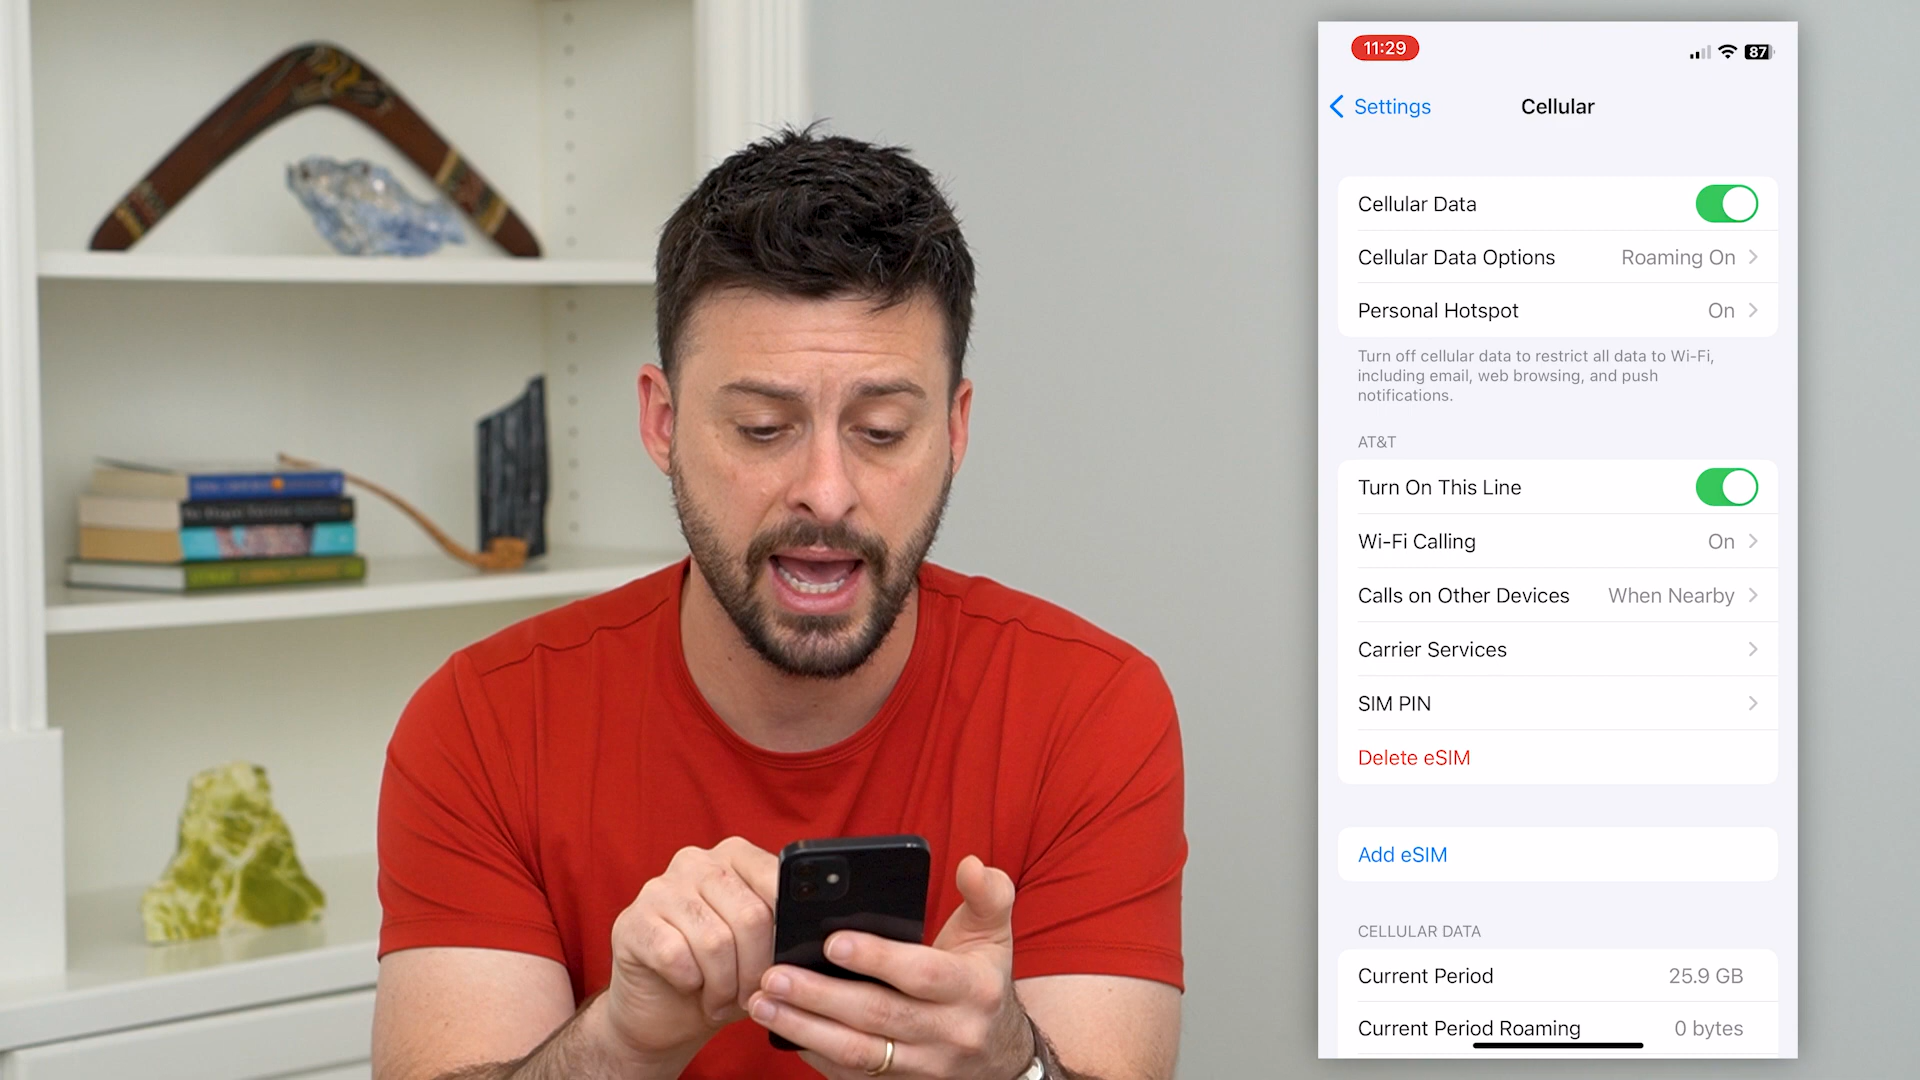 11:29
87
Settings
Cellular
Cellular Data
Cellular Data Options Roaming On
Personal Hotspot On
Turn off cellular data to restrict all data to Wi-Fi,
including email, web browsing, and push
notifications.
AT&T
Turn On This Line
Wi-Fi Calling On
Calls on Other Devices When Nearby
Carrier Services
SIM PIN
Delete eSIM
Add eSIM
CELLULAR DATA
Current Period 25.9 GB
Current Period Roaming 0 bytes